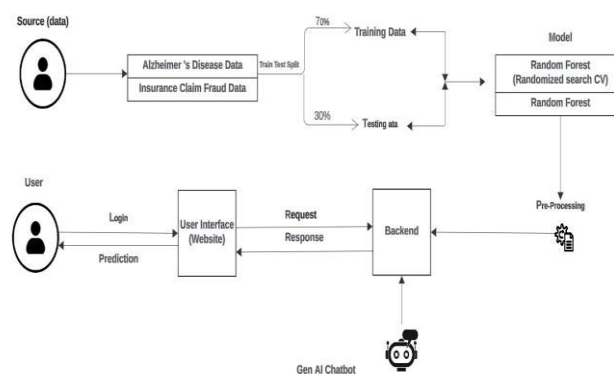 Source (data)
70%
Training Data
Model
Alzheimer 's Disease Data
Train Test Split
Insurance Claim Fraud Data
Random Forest
(Randomized search CV)
Random Forest
30%
Testing ata
User
Pre-Processing
Login
User Interface
(Website)
Request
Response
Backend
Prediction
Gen AI Chatbot